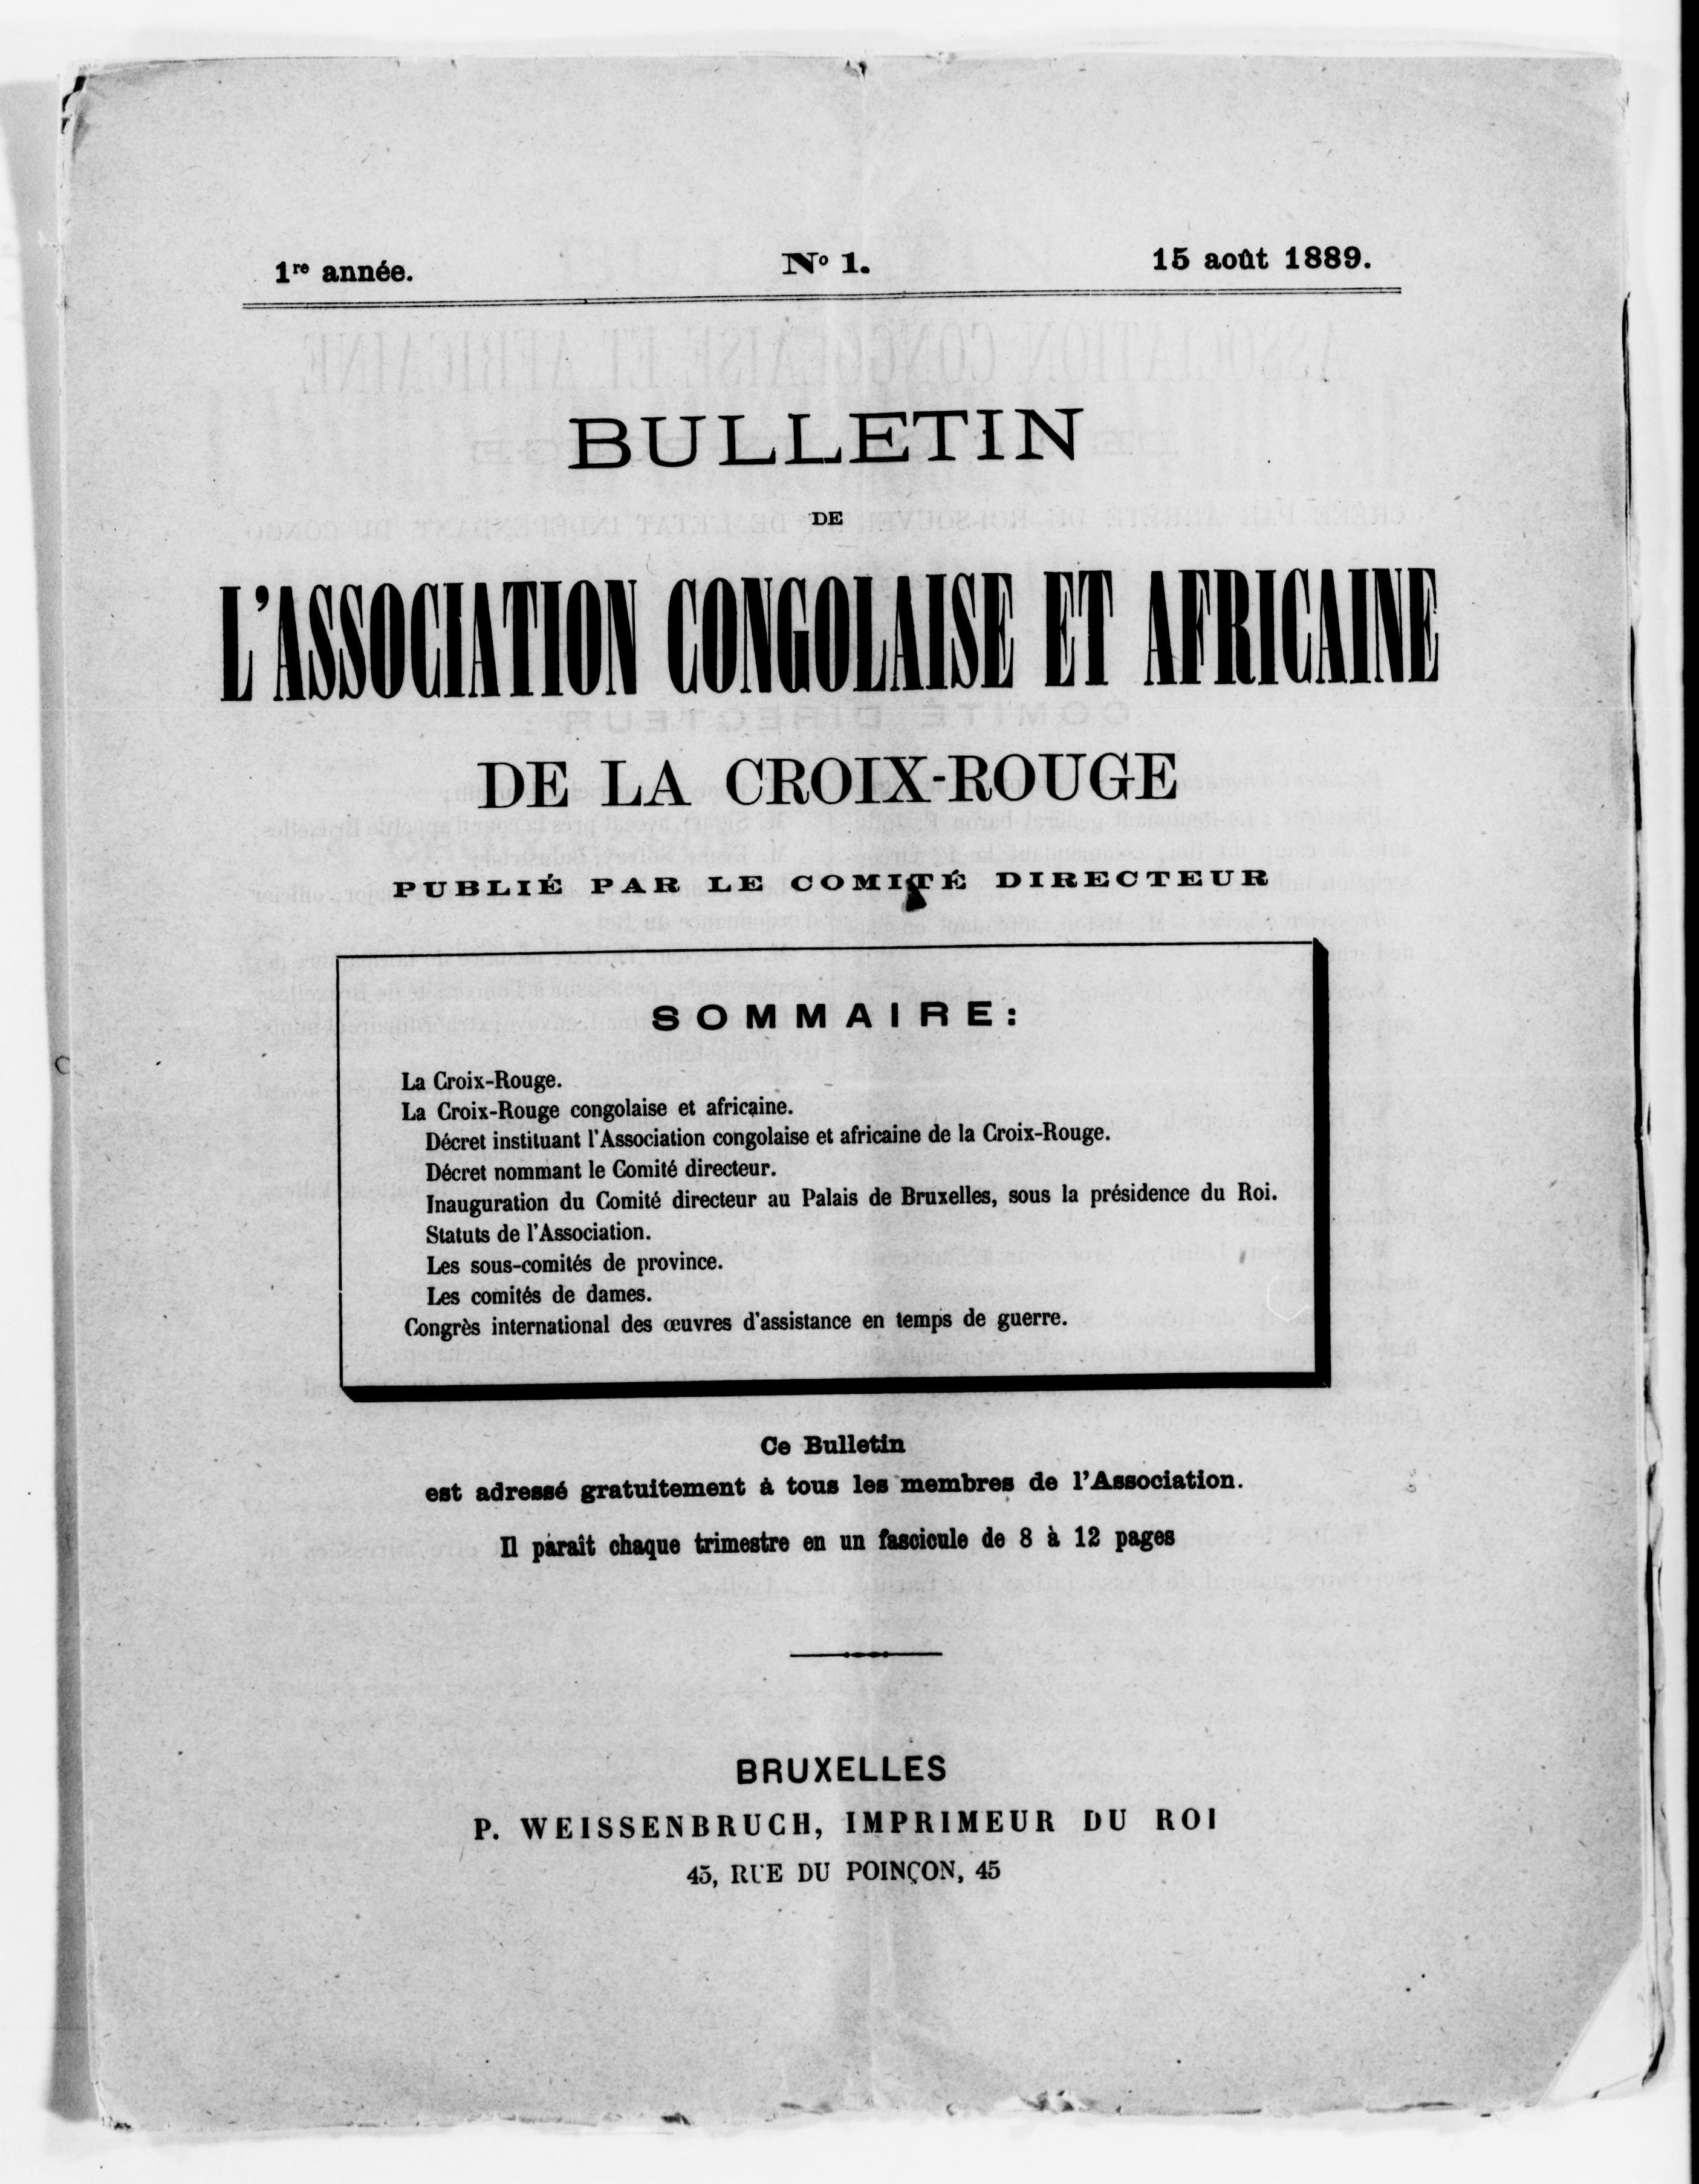 1re année.
No 1.
15 août 1889.
BULLETIN
DE
L'ASSOCIATION CONGOLAISE ET AFRICAINE
DE LA CROIX-ROUGE
PUBLIÉ PAR LE COMITÉ DIRECTEUR
SOMMAIRE:
La Croix-Rouge.
La Croix-Rouge congolaise et africaine.
Décret instituant l'Association congolaise et africaine de la Croix-Rouge.
Décret nommant le Comité directeur.
Inauguration du Comité directeur au Palais de Bruxelles, sous la présidence du Roi.
Statuts de l'Association.
Les sous-comités de province.
Les comités de dames.
Congrès international des œuvres d'assistance en temps de guerre.
Ce Bulletin
est adressé gratuitement à tous les membres de l'Association.
Il paraît chaque trimestre en un fascicule de 8 à 12 pages
BRUXELLES
P. WEISSENBRUCH, IMPRIMEUR DU ROI
45, RUE DU POINÇON, 45